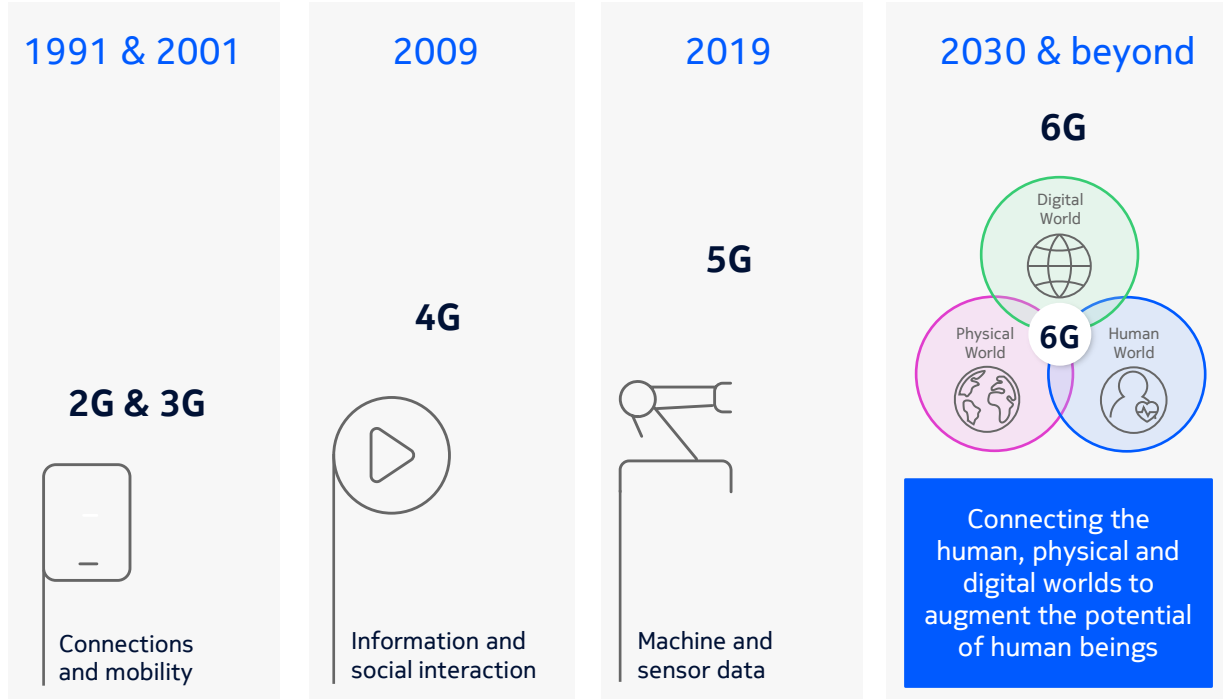 1991 & 2001
2G & 3G
Connections
and mobility
2009
4G
Information and
social interaction
2019
5G
Machine and
sensor data
2030 & beyond
6G
Digital
World
Physical
World
6G
Human
World
Connecting the
human, physical and
digital worlds to
augment the potential
of human beings